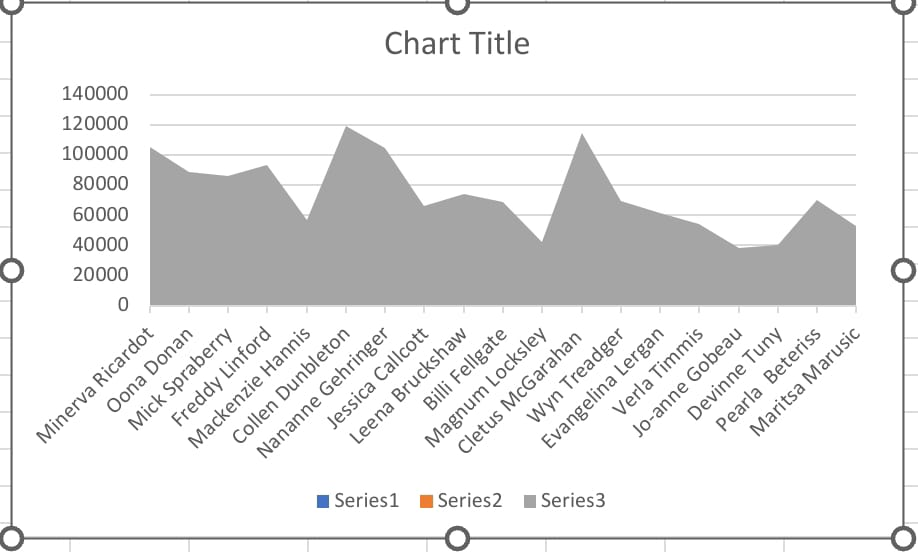 Chart Title
140000
120000
100000
80000
60000
40000
20000
0
Minerva Ricardot
Oona Donan
Mick Spraberry
Freddy Linford
Mackenzie Hannis
Collen Dunbleton
Nananne Gehringer
Jessica Callcott
Leena Bruckshaw
Billi Fellgate
Magnum Locksley
Cletus McGarahan
Wyn Treadger
Evangelina Lergan
Verla Timmis
Jo-anne Gobeau
Devinne Tuny
Pearla  Beteriss
Maritsa Marusic
Series1 Series2 Series3